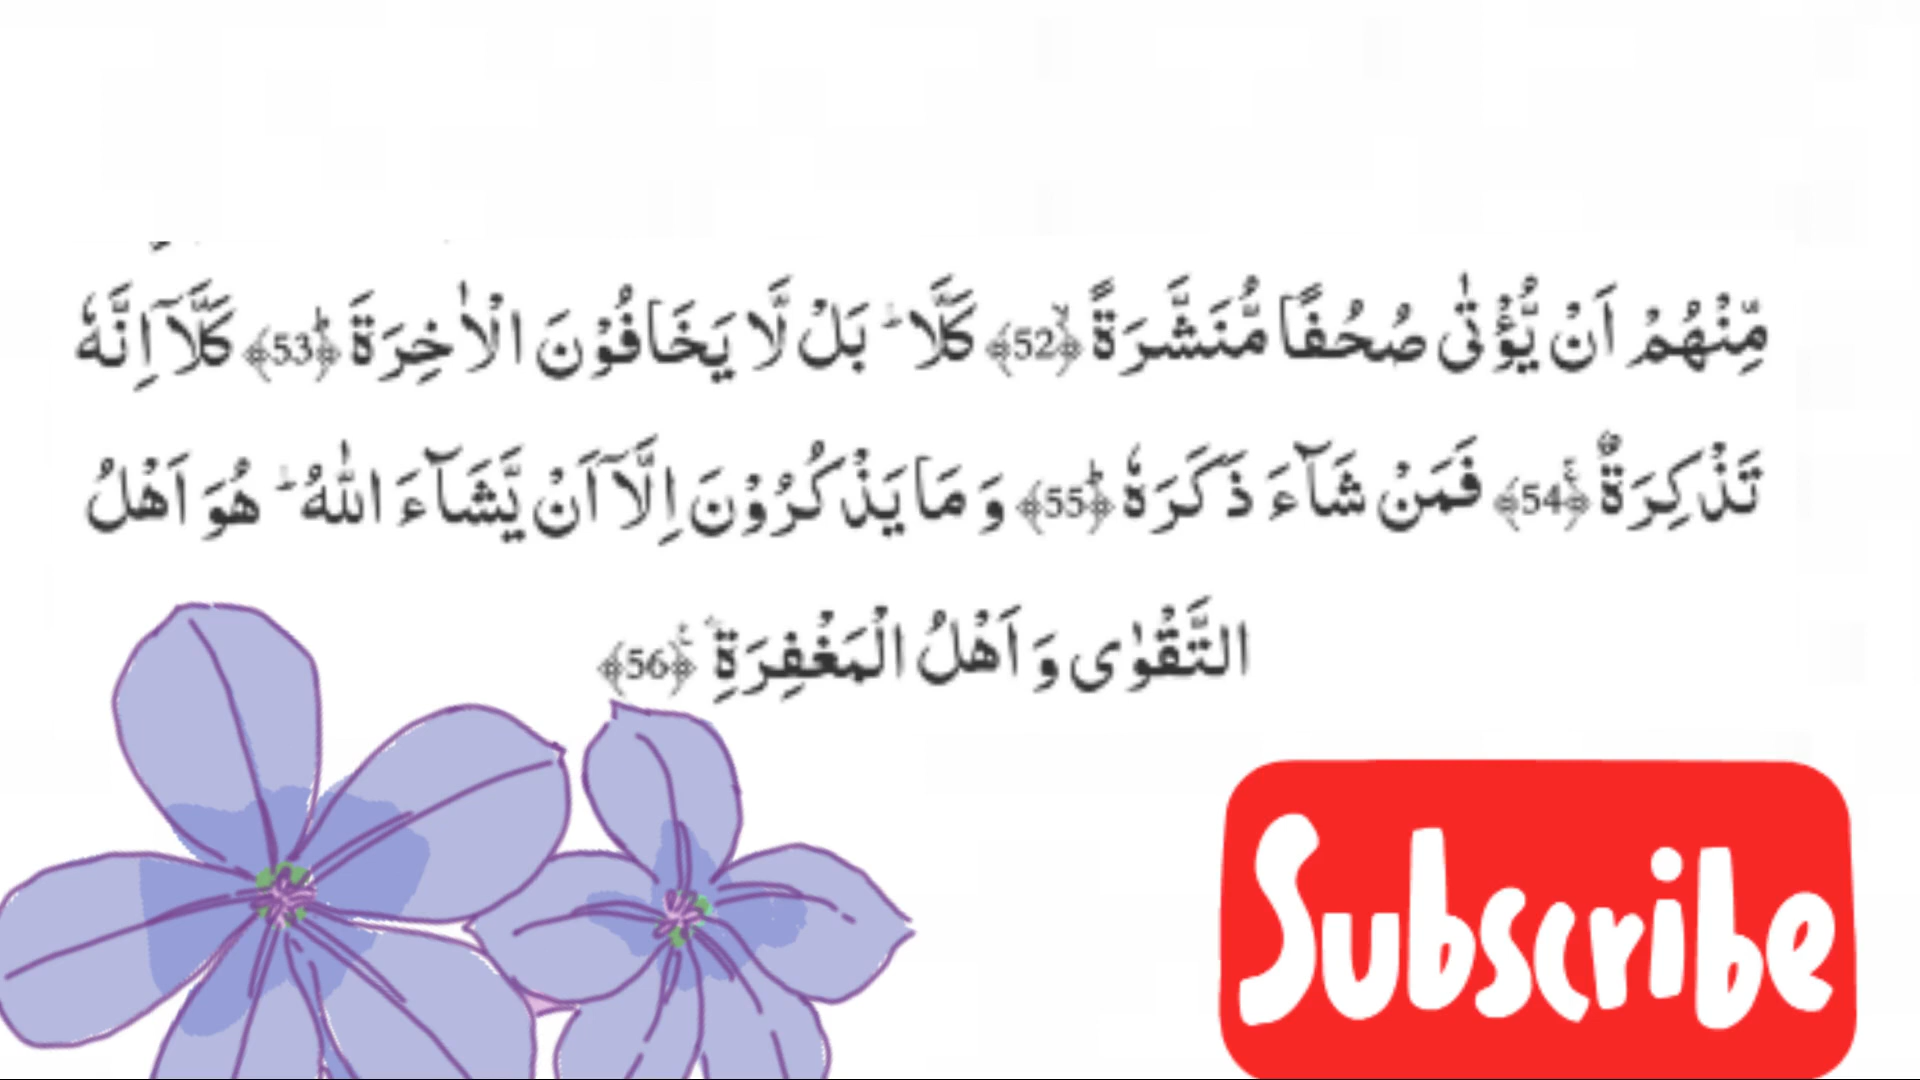 مِّنْهُمْ اَنْ يُّؤْتٰى صُحُفًا مُّنَشَّرَةً ﴿52﴾ۙ كَلَّا ؕ بَلْ لَّا يَخَافُوْنَ الْاٰخِرَةَ ﴿53﴾ؕ كَلَّاۤ اِنَّهٗ
تَذْكِرَةٌ ﴿54﴾ۚ فَمَنْ شَآءَ ذَكَرَهٗ ﴿55﴾ؕ وَ مَا يَذْكُرُوْنَ اِلَّاۤ اَنْ يَّشَآءَ اللّٰهُ ؕ هُوَ اَهْلُ
التَّقْوٰى وَ اَهْلُ الْمَغْفِرَةِ ﴿56﴾
Subscribe